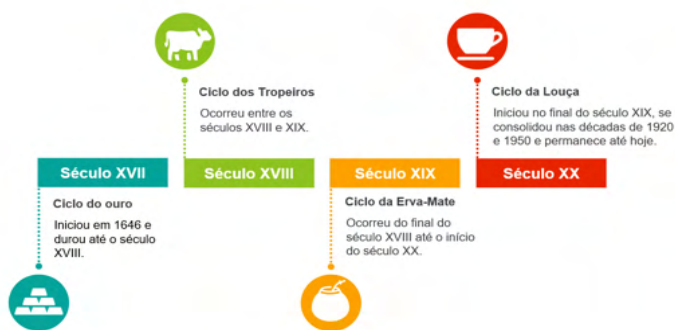 Ciclo dos Tropeiros
Ocorreu entre os
séculos XVIII e XIX.
Ciclo da Louça
Iniciou no final do século XIX, se
consolidou nas décadas de 1920
e 1950 e permanece até hoje.
Século XVII
Século XVIII
Século XIX
Século XX
Ciclo do ouro
Iniciou em 1646 e
durou até o século
XVIII.
Ciclo da Erva-Mate
Ocorreu do final do
século XVIII até o início
do século XX.